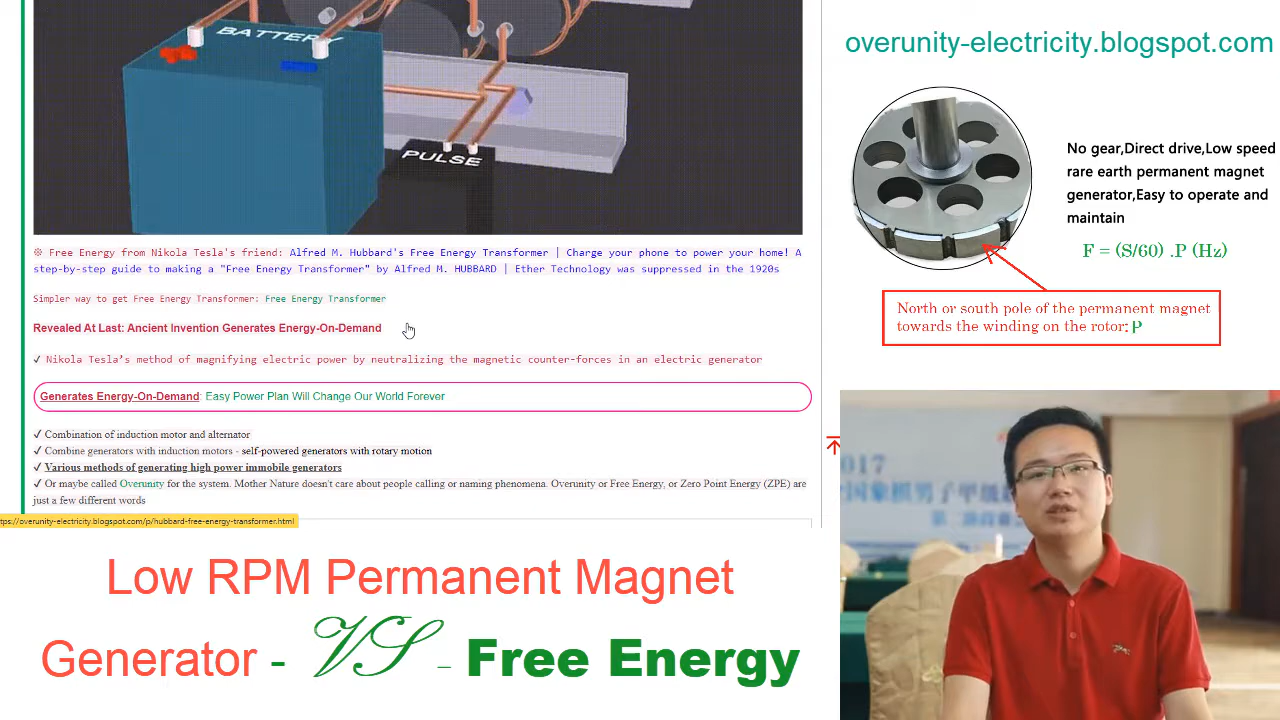 BATTERY
PULSE
፨ Free Energy from Nikola Tesla's friend: Alfred M. Hubbard's Free Energy Transformer | Charge your phone to power your home! A
step-by-step guide to making a "Free Energy Transformer" by Alfred M. HUBBARD | Ether Technology was suppressed in the 1920s
Simpler way to get Free Energy Transformer: Free Energy Transformer
Revealed At Last: Ancient Invention Generates Energy-On-Demand
✓ Nikola Tesla’s method of magnifying electric power by neutralizing the magnetic counter-forces in an electric generator
Generates Energy-On-Demand: Easy Power Plan Will Change Our World Forever
✓ Combination of induction motor and alternator
✓ Combine generators with induction motors - self-powered generators with rotary motion
✓ Various methods of generating high power immobile generators
✓ Or maybe called Overunity for the system. Mother Nature doesn't care about people calling or naming phenomena. Overunity or Free Energy, or Zero Point Energy (ZPE) are
just a few different words
tps://overunity-electricity.blogspot.com/p/hubbard-free-energy-transformer.html
Low RPM Permanent Magnet
Generator - VS - Free Energy
overunity-electricity.blogspot.com
No gear,Direct drive,Low speed
rare earth permanent magnet
generator,Easy to operate and
maintain
F = (S/60) .P (Hz)
North or south pole of the permanent magnet
towards the winding on the rotor: P
2017